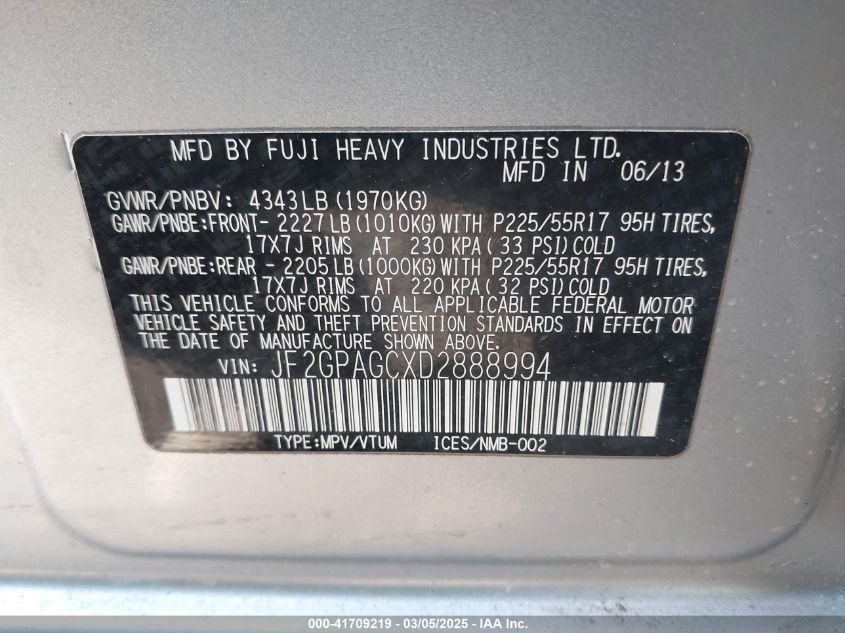 MFD BY FUJI HEAVY INDUSTRIES LTD.
MFD IN 06/13
GVWR/PNBV: 4343LB (1970KG)
GAWR/PNBE:FRONT- 2227LB (1010KG) WITH P225/55R17 95H TIRES,
17X7J RIMS AT 230 KPA( 33 PSI) COLD
GAWR/PNBE:REAR - 2205LB (1000KG) WITH P225/55R17 95H TIRES,
17X7J RIMS AT 220 KPA( 32 PSI) COLD
THIS VEHICLE CONFORMS TO ALL APPLICABLE FEDERAL MOTOR
VEHICLE SAFETY AND THEFT PREVENTION STANDARDS IN EFFECT ON
THE DATE OF MANUFACTURE SHOWN ABOVE.
VIN: JF2GPAGCXD2888994
TYPE:MPV/VTUM ICES/NMB-002
000-41709219 - 03/05/2025 - IAA Inc.